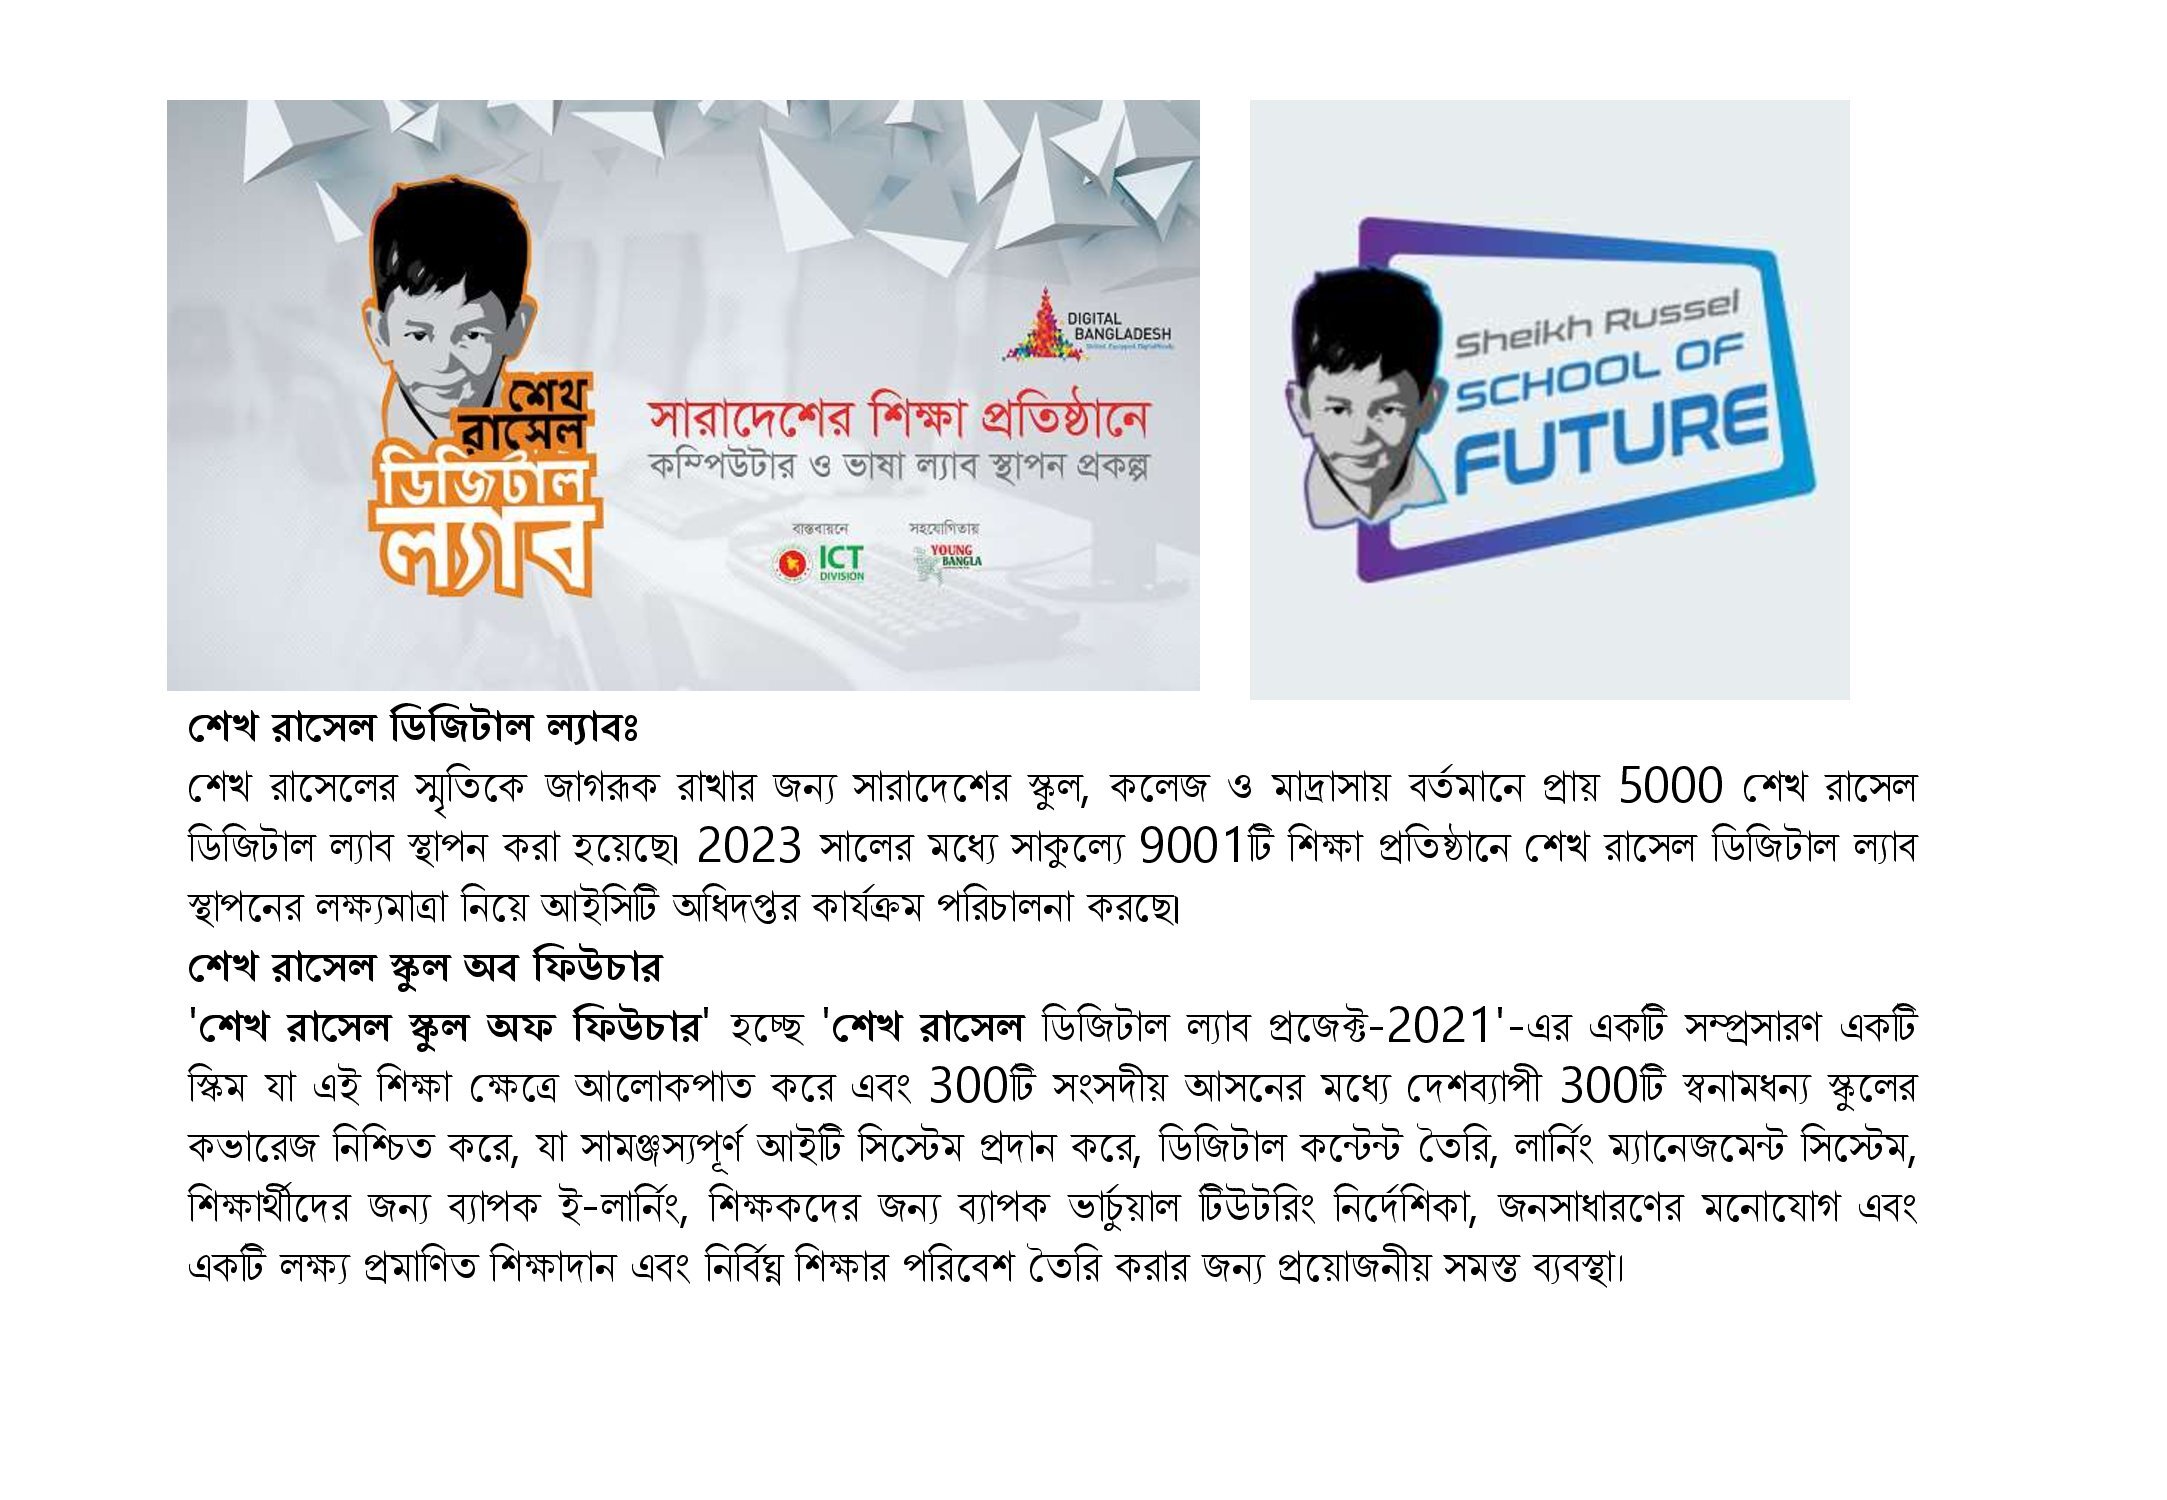 শেখ
রাসেল
ডিজিটাল
ল্যাব
DIGITAL
BANGLADESH
সারাদেশের শিক্ষা প্রতিষ্ঠানে
কম্পিউটার ও ভাষা ল্যাব স্থাপন প্রকল্প
বাস্তবায়নে
ICT
DIVISION
সহযোগিতায়
YOUNG
BANGLA
Sheikh Russel
SCHOOL OF
FUTURE
শেখ রাসেল ডিজিটাল ল্যাবঃ
শেখ রাসেলের স্মৃতিকে জাগরূক রাখার জন্য সারাদেশের স্কুল, কলেজ ও মাদ্রাসায় বর্তমানে প্রায় 5000 শেখ রাসেল
ডিজিটাল ল্যাব স্থাপন করা হয়েছে। 2023 সালের মধ্যে সাকুল্যে 9001টি শিক্ষা প্রতিষ্ঠানে শেখ রাসেল ডিজিটাল ল্যাব
স্থাপনের লক্ষ্যমাত্রা নিয়ে আইসিটি অধিদপ্তর কার্যক্রম পরিচালনা করছে।
শেখ রাসেল স্কুল অব ফিউচার
'শেখ রাসেল স্কুল অফ ফিউচার' হচ্ছে 'শেখ রাসেল ডিজিটাল ল্যাব প্রজেক্ট-2021'-এর একটি সম্প্রসারণ একটি
স্কিম যা এই শিক্ষা ক্ষেত্রে আলোকপাত করে এবং 300টি সংসদীয় আসনের মধ্যে দেশব্যাপী 300টি স্বনামধন্য স্কুলের
কভারেজ নিশ্চিত করে, যা সামঞ্জস্যপূর্ণ আইটি সিস্টেম প্রদান করে, ডিজিটাল কন্টেন্ট তৈরি, লার্নিং ম্যানেজমেন্ট সিস্টেম,
শিক্ষার্থীদের জন্য ব্যাপক ই-লার্নিং, শিক্ষকদের জন্য ব্যাপক ভার্চুয়াল টিউটরিং নির্দেশিকা, জনসাধারণের মনোযোগ এবং
একটি লক্ষ্য প্রমাণিত শিক্ষাদান এবং নির্বিঘ্ন শিক্ষার পরিবেশ তৈরি করার জন্য প্রয়োজনীয় সমস্ত ব্যবস্থা।